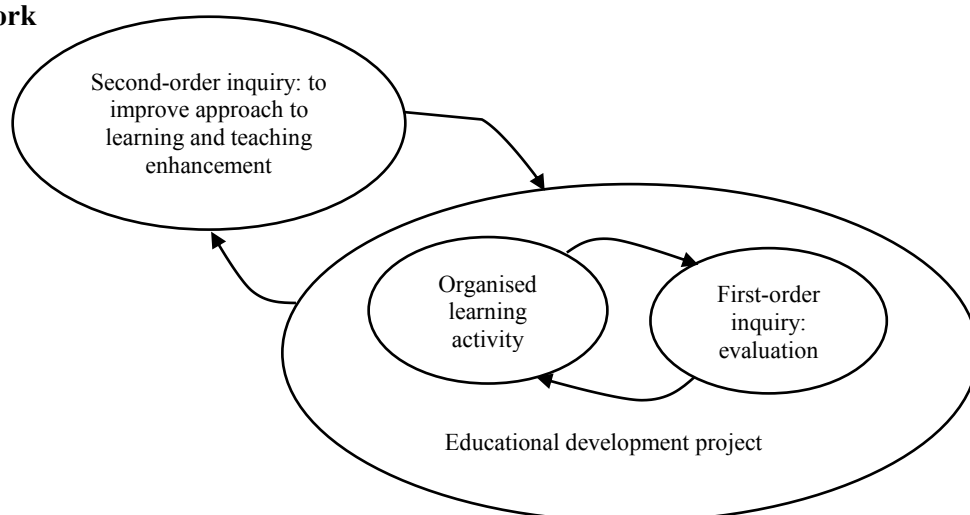 ork
Second-order inquiry: to
improve approach to
learning and teaching
enhancement
Organised
learning
activity
First-order
inquiry:
evaluation
Educational development project